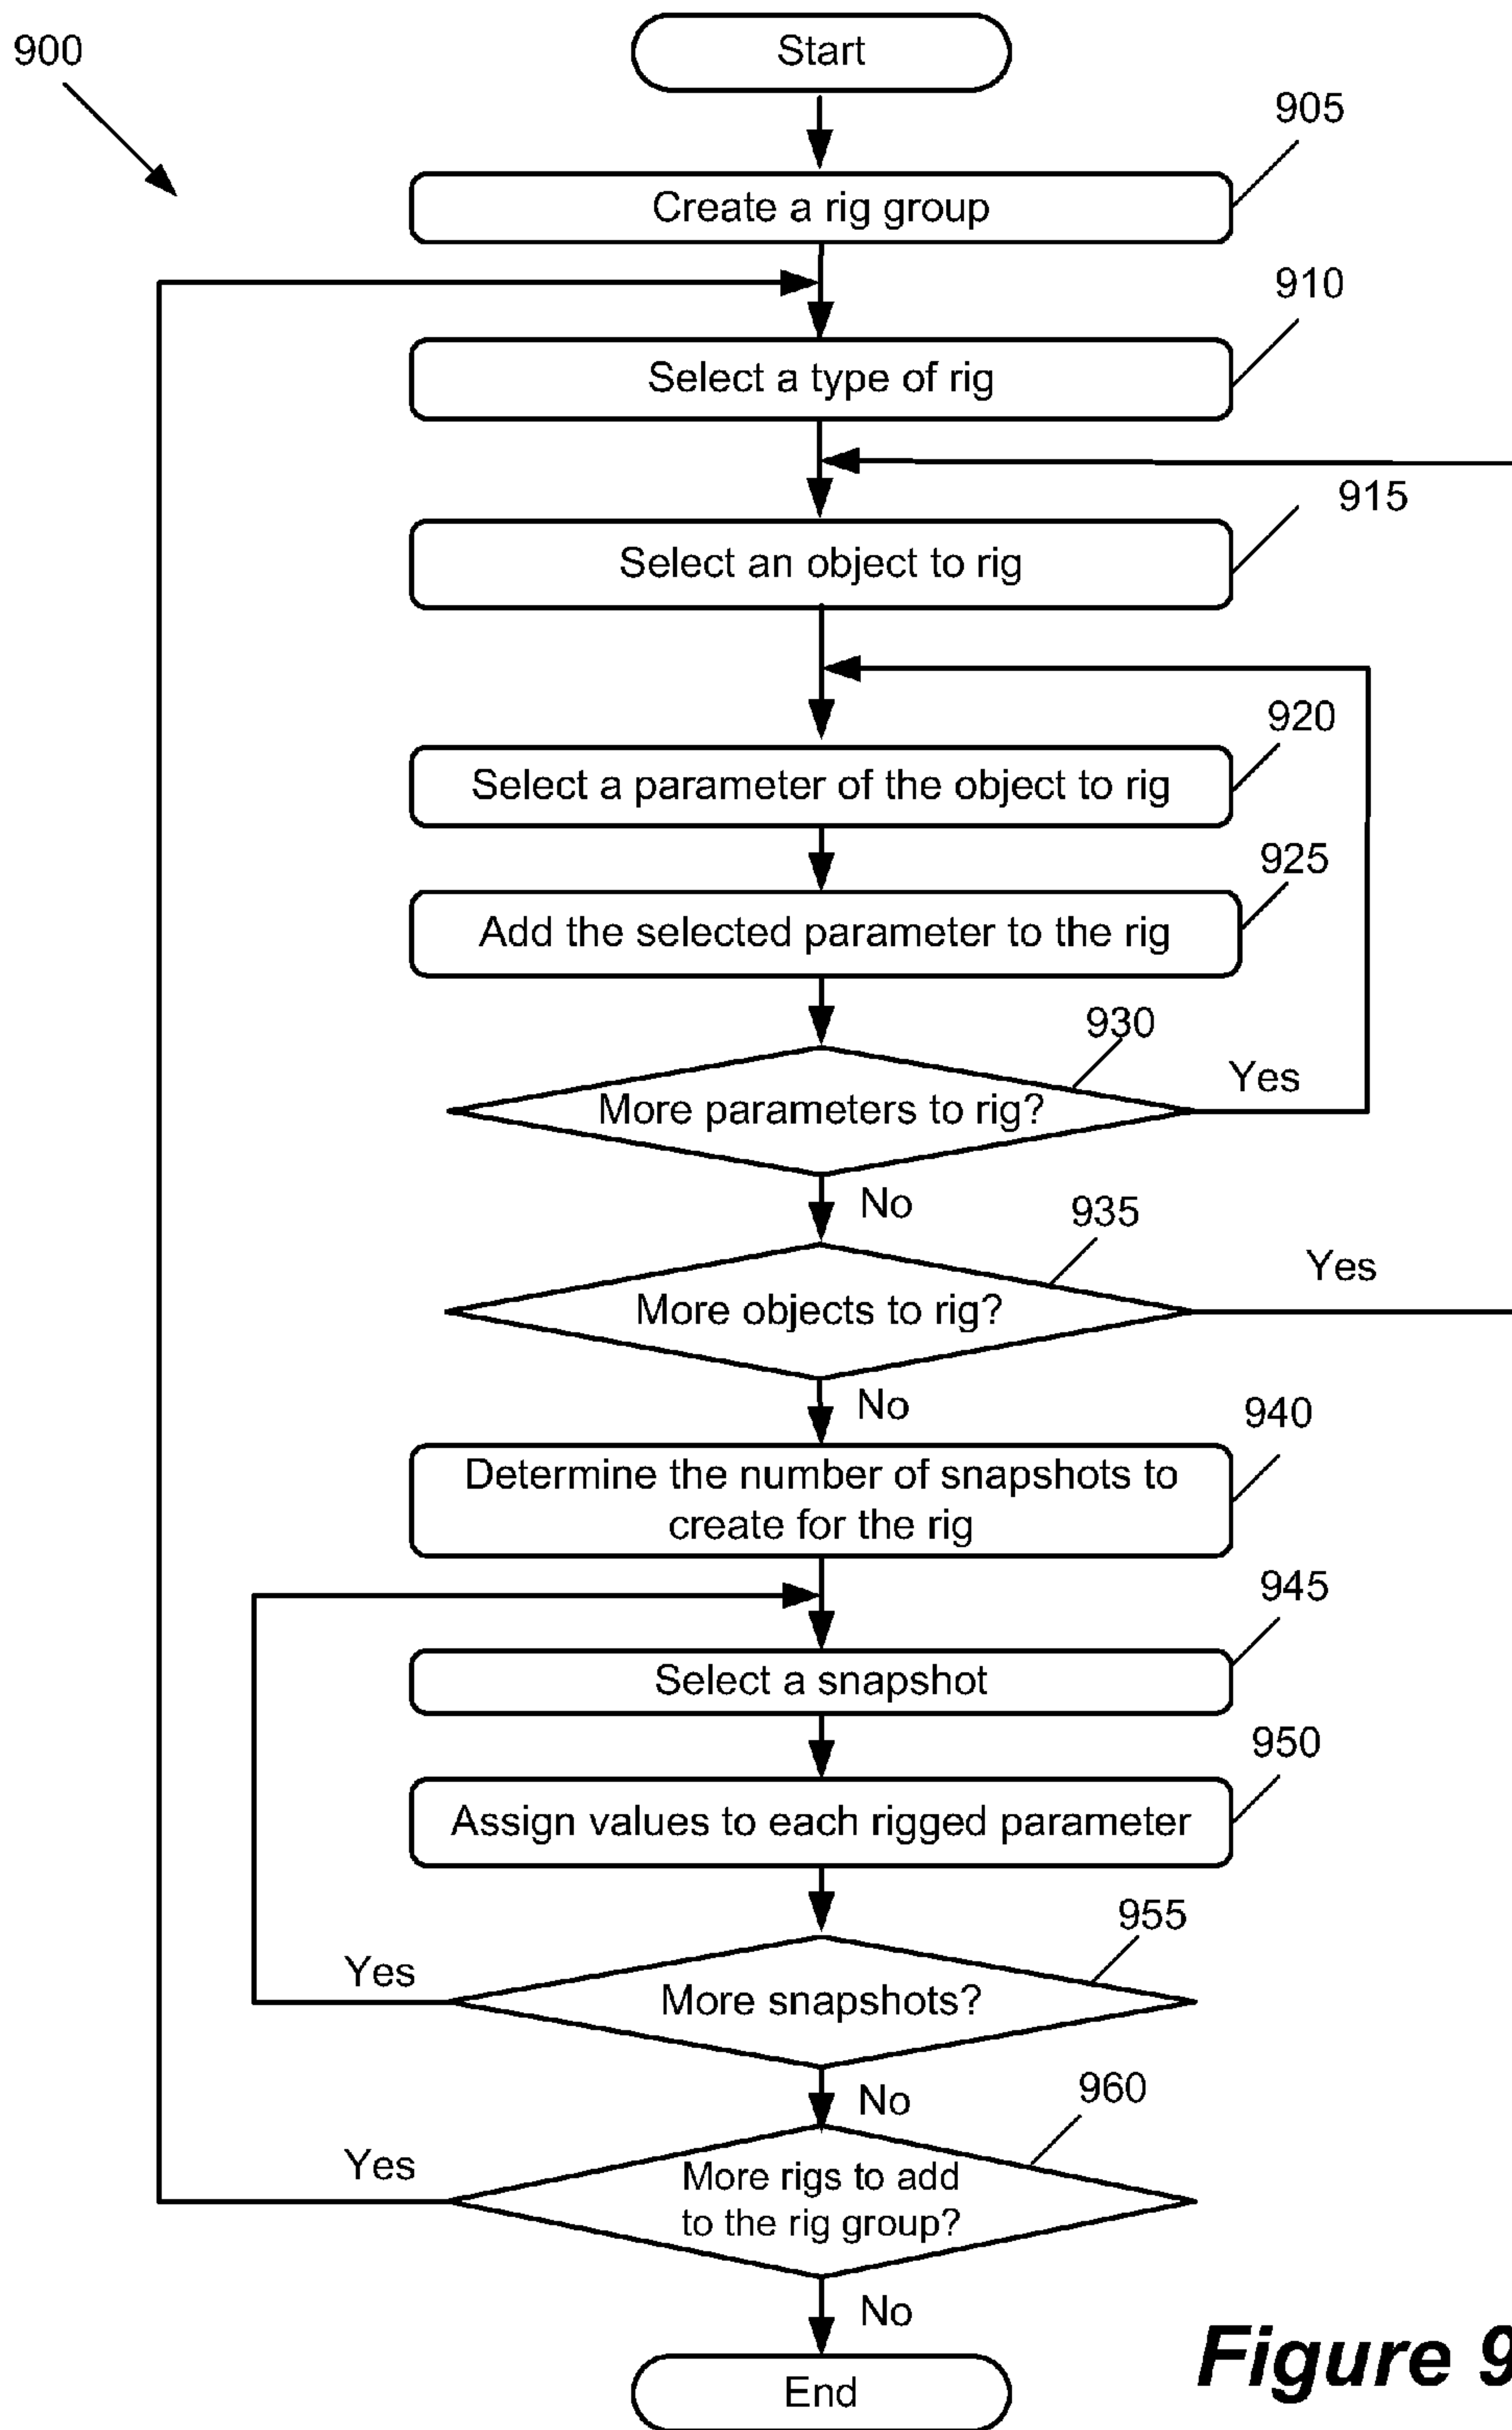 900
Start
905
Create a rig group
910
Select a type of rig
915
Select an object to rig
920
Select a parameter of the object to rig
925
Add the selected parameter to the rig
930
More parameters to rig?
Yes
No
935
More objects to rig?
Yes
No
940
Determine the number of snapshots to
create for the rig
945
Select a snapshot
950
Assign values to each rigged parameter
955
Yes
More snapshots?
No
960
Yes
More rigs to add
to the rig group?
No
Figure 9
End